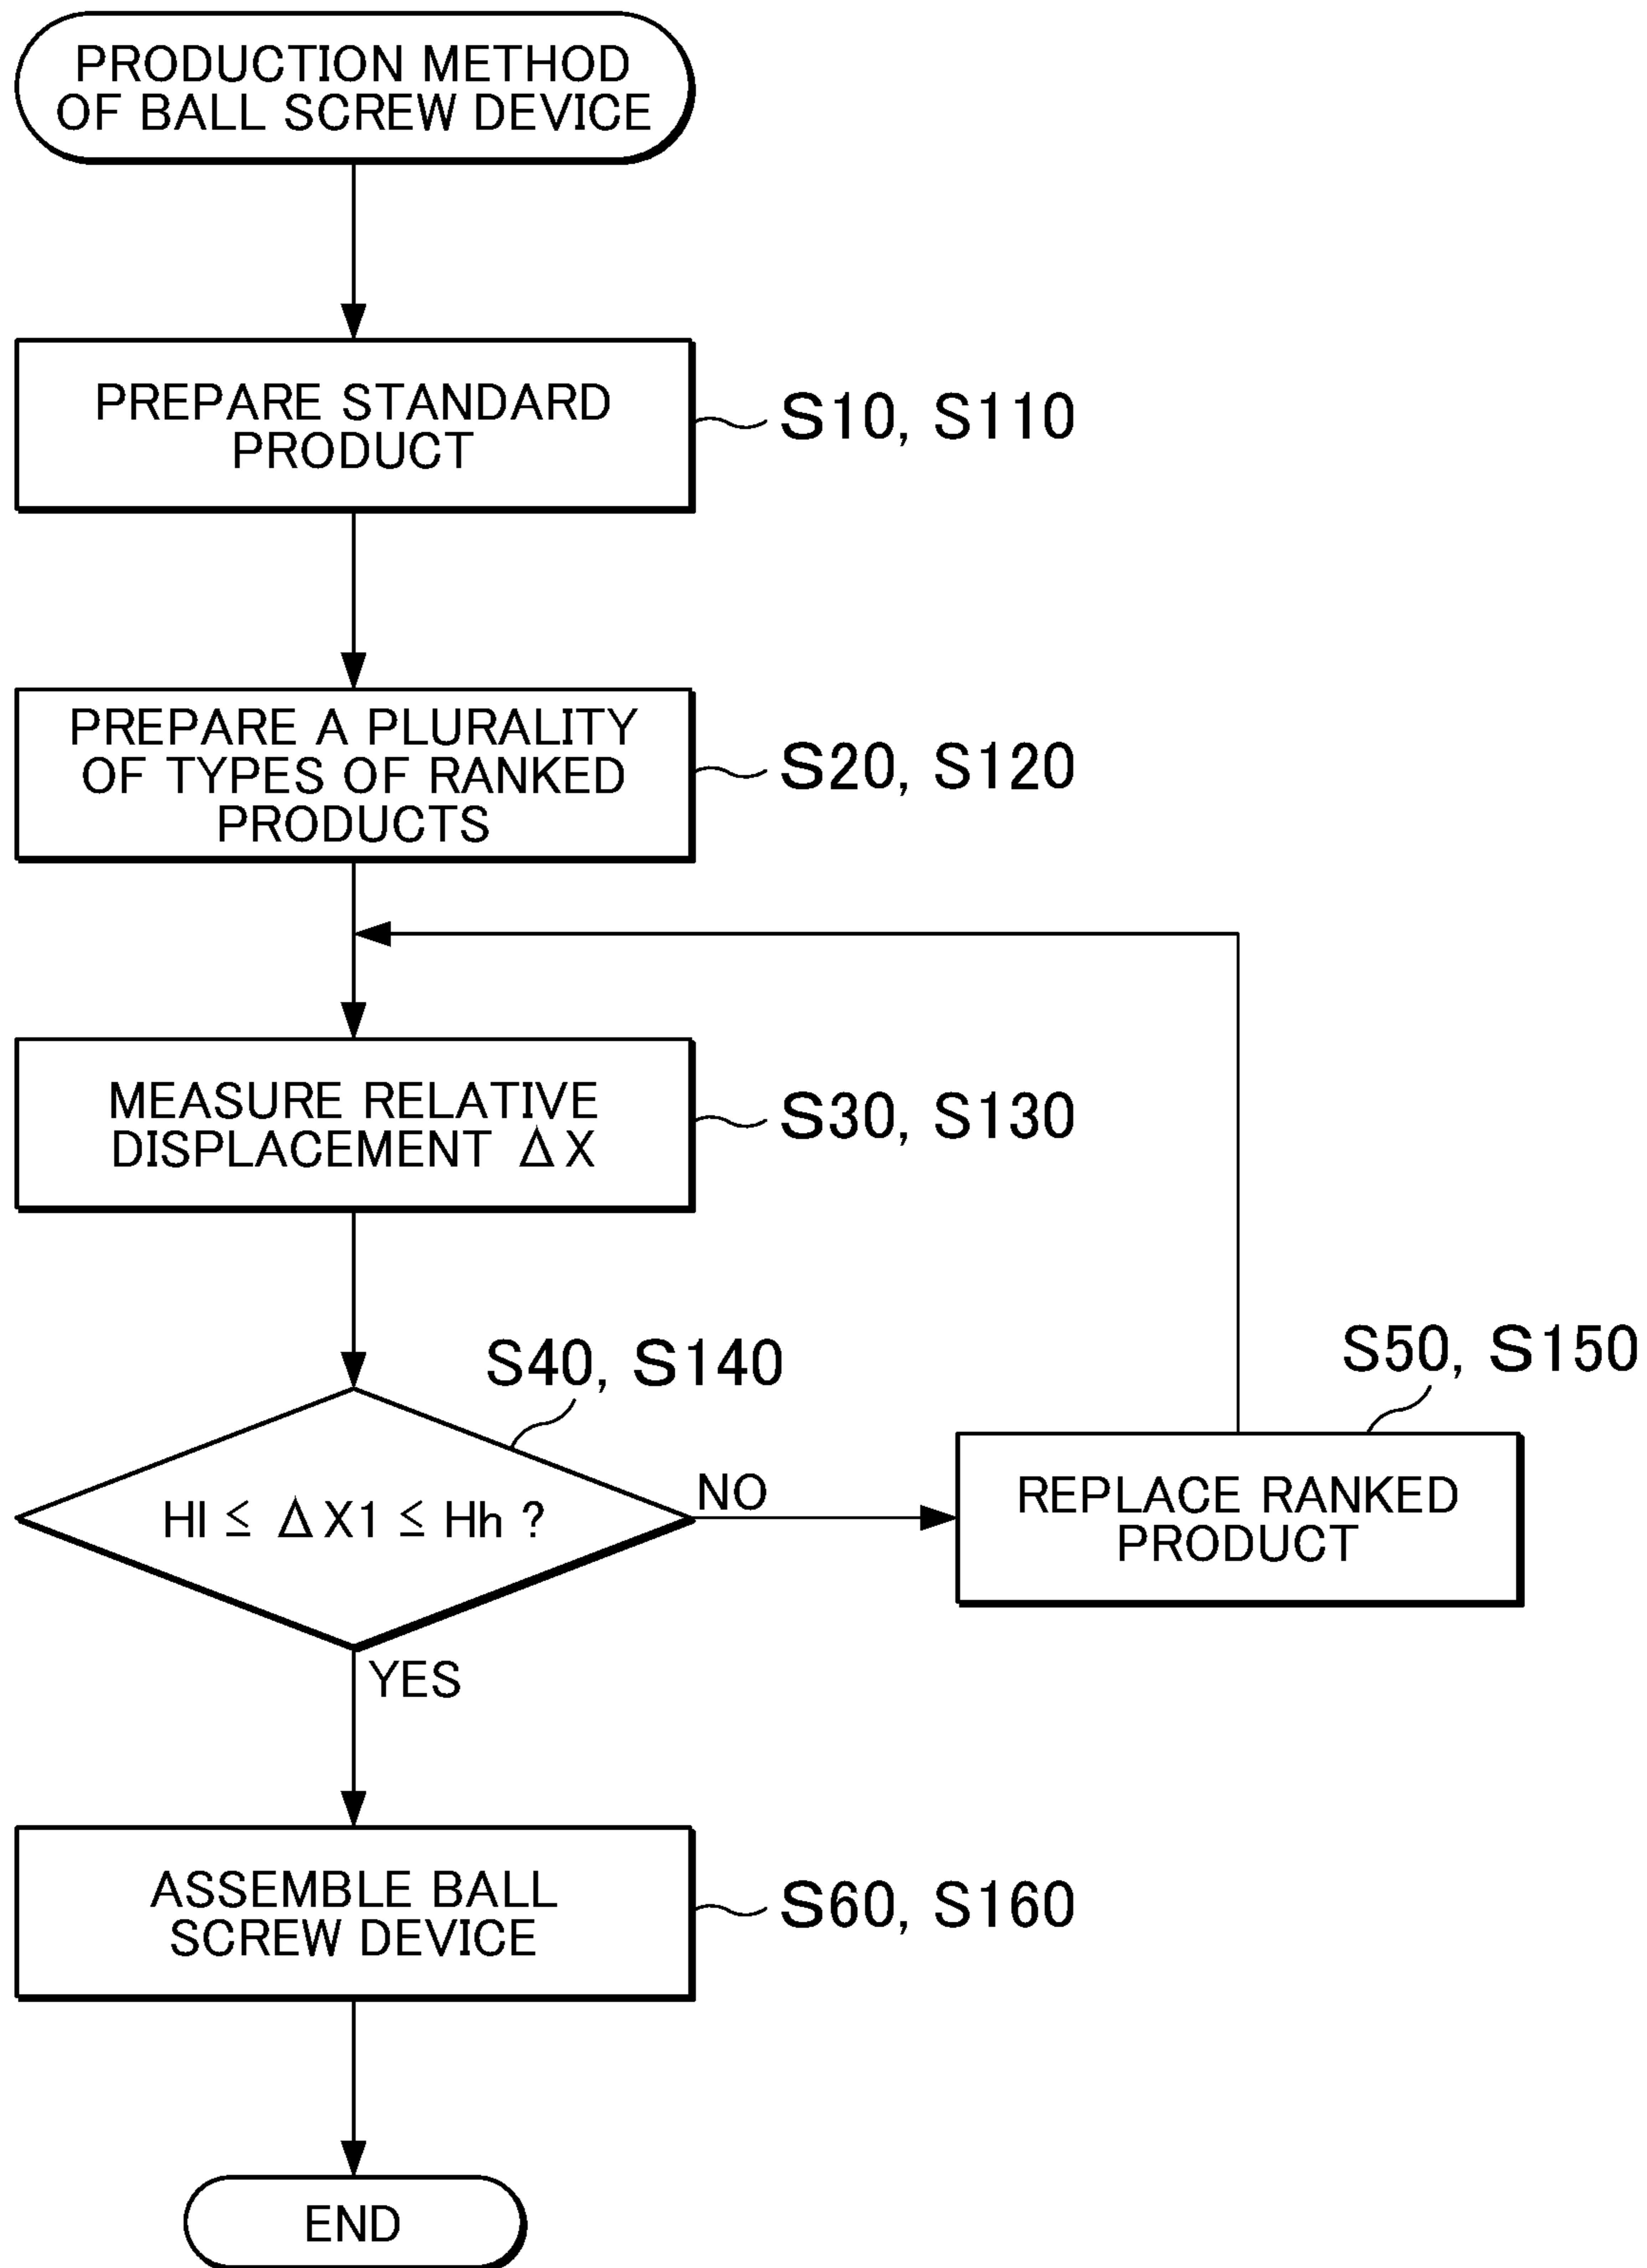 PRODUCTION METHOD
OF BALL SCREW DEVICE
PREPARE STANDARD
PRODUCT
S10, S110
PREPARE A PLURALITY
OF TYPES OF RANKED
PRODUCTS
S20, S120
MEASURE RELATIVE
DISPLACEMENT ΔX
S30, S130
S40, S140
Hl ≤ ΔX1 ≤ Hh ?
NO
S50, S150
REPLACE RANKED
PRODUCT
YES
ASSEMBLE BALL
SCREW DEVICE
S60, S160
END